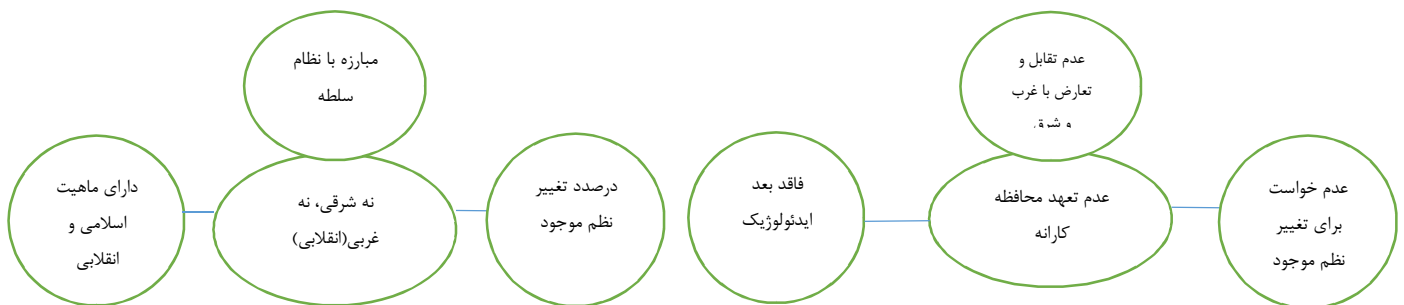 عدم تقابل و
تعارض با غرب
و شرق
عدم خواست
برای تغییر
نظم موجود
عدم تعهد محافظه
کارانه
فاقد بعد
ایدئولوژیک
مبارزه با نظام
سلطه
درصدد تغییر
نظم موجود
نه شرقی، نه
غربی(انقلابی)
دارای ماهیت
اسلامی و
انقلابی